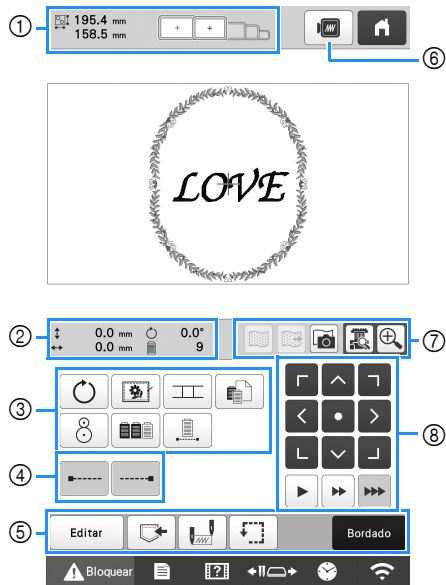 ① 195.4 mm
158.5 mm
⑥
LOVE
② 0.0 mm 0.0°
0.0 mm 9
⑦
③
⑧
④
⑤ Editar Bordado
Bloquear